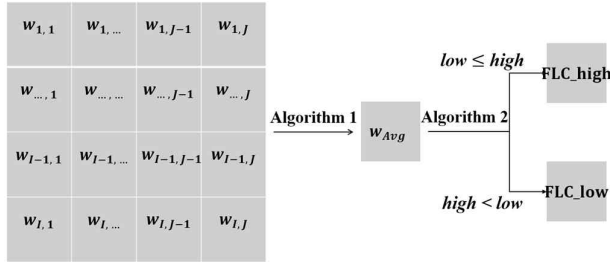 w₁,₁ w₁,... w₁,J−1 w₁,J
w...,₁ w...,... w...,J−1 w...,J
wI−1,1 wI−1,... wI−1,J−1 wI−1,J
wI,1 wI,... wI,J−1 wI,J
Algorithm 1
wAvg
Algorithm 2
low ≤ high
FLC_high
high < low
FLC_low